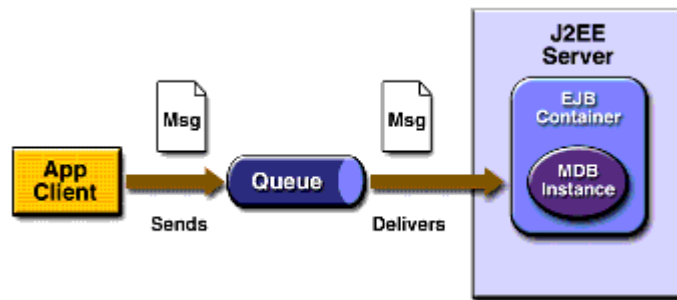 J2EE
Server
Msg
Msg
EJB
Container
App
Client
Queue
MDB
Instance
Sends
Delivers